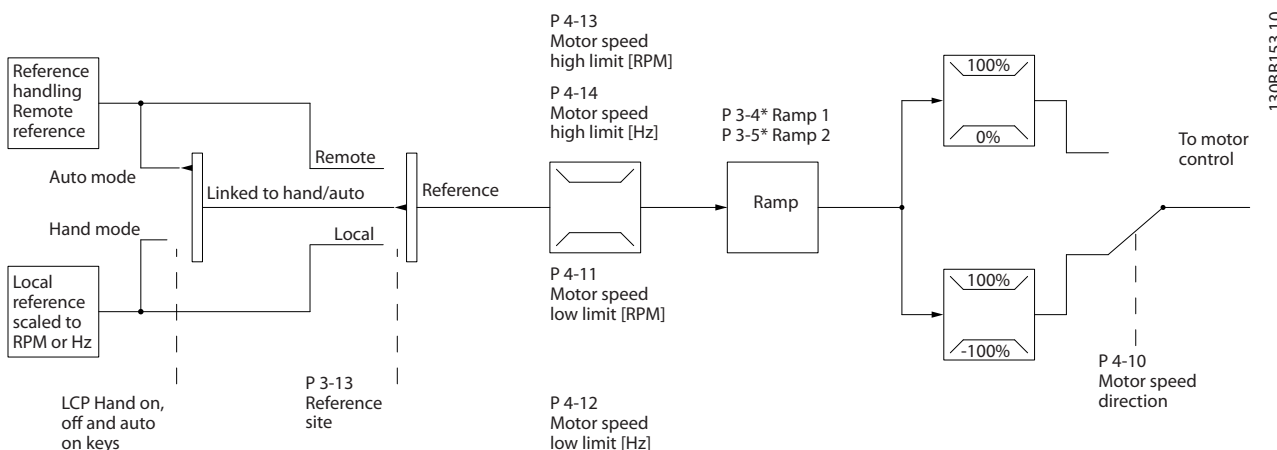 P 4-13
Motor speed
high limit [RPM]
130BB153.10
Reference
handling
Remote
reference
100%
0%
P 4-14
Motor speed
high limit [Hz]
P 3-4* Ramp 1
P 3-5* Ramp 2
To motor
control
Auto mode
Remote
Linked to hand/auto
Reference
Ramp
Hand mode
Local
Local
reference
scaled to
RPM or Hz
P 4-11
Motor speed
low limit [RPM]
100%
-100%
P 4-10
Motor speed
direction
LCP Hand on,
off and auto
on keys
P 3-13
Reference
site
P 4-12
Motor speed
low limit [Hz]